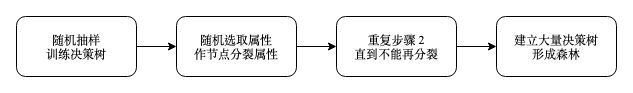 随机抽样
训练决策树
随机选取属性
作节点分裂属性
重复步骤 2
直到不能再分裂
建立大量决策树
形成森林